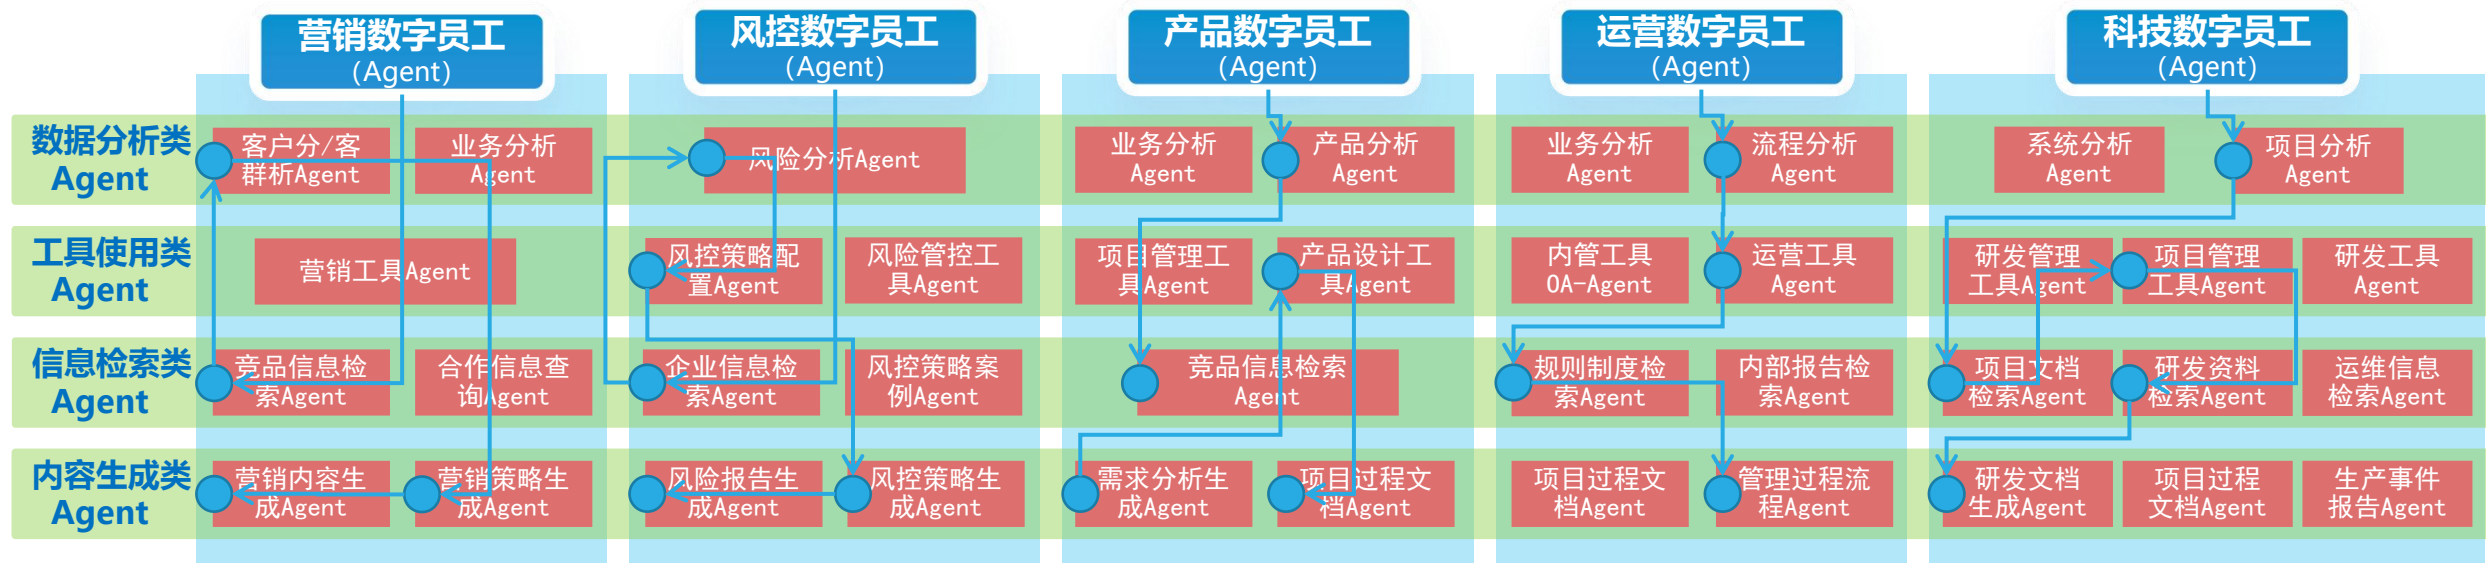 营销数字员工
（Agent）
风控数字员工
（Agent）
产品数字员工
（Agent）
运营数字员工
（Agent）
科技数字员工
（Agent）
数据分析类
Agent
客户分/客
群析Agent
业务分析
Agent
风险分析Agent
业务分析
Agent
产品分析
Agent
业务分析
Agent
流程分析
Agent
系统分析
Agent
项目分析
Agent
工具使用类
Agent
营销工具Agent
风控策略配
置Agent
风险管控工
具Agent
项目管理工
具Agent
产品设计工
具Agent
内管工具
OA-Agent
运营工具
Agent
研发管理
工具Agent
项目管理
工具Agent
研发工具
Agent
信息检索类
Agent
竞品信息检
索Agent
合作信息查
询Agent
企业信息检
索Agent
风控策略案
例Agent
竞品信息检索
Agent
规则制度检
索Agent
内部报告检
索Agent
项目文档
检索Agent
研发资料
检索Agent
运维信息
检索Agent
内容生成类
Agent
营销内容生
成Agent
营销策略生
成Agent
风险报告生
成Agent
风控策略生
成Agent
需求分析生
成Agent
项目过程文
档Agent
项目过程文
档Agent
管理过程流
程Agent
研发文档
生成Agent
项目过程
文档Agent
生产事件
报告Agent